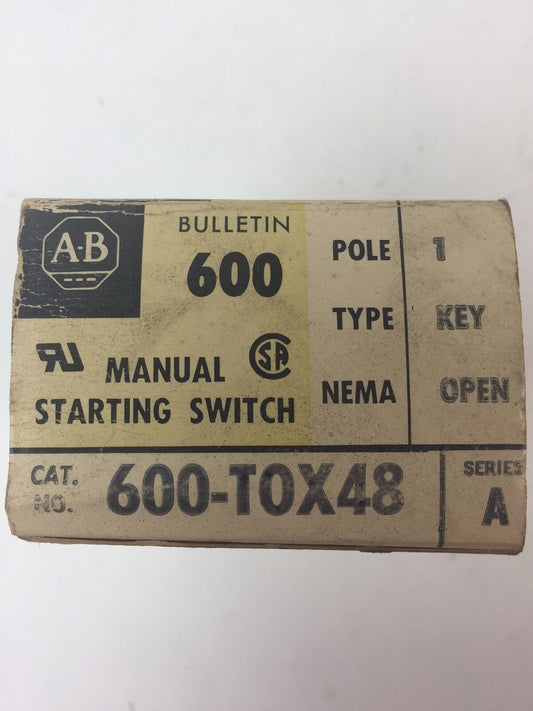 A-B
BULLETIN
600
MANUAL
STARTING SWITCH
POLE 1
TYPE KEY
NEMA OPEN
CAT. NO. 600-TOX48
SERIES A